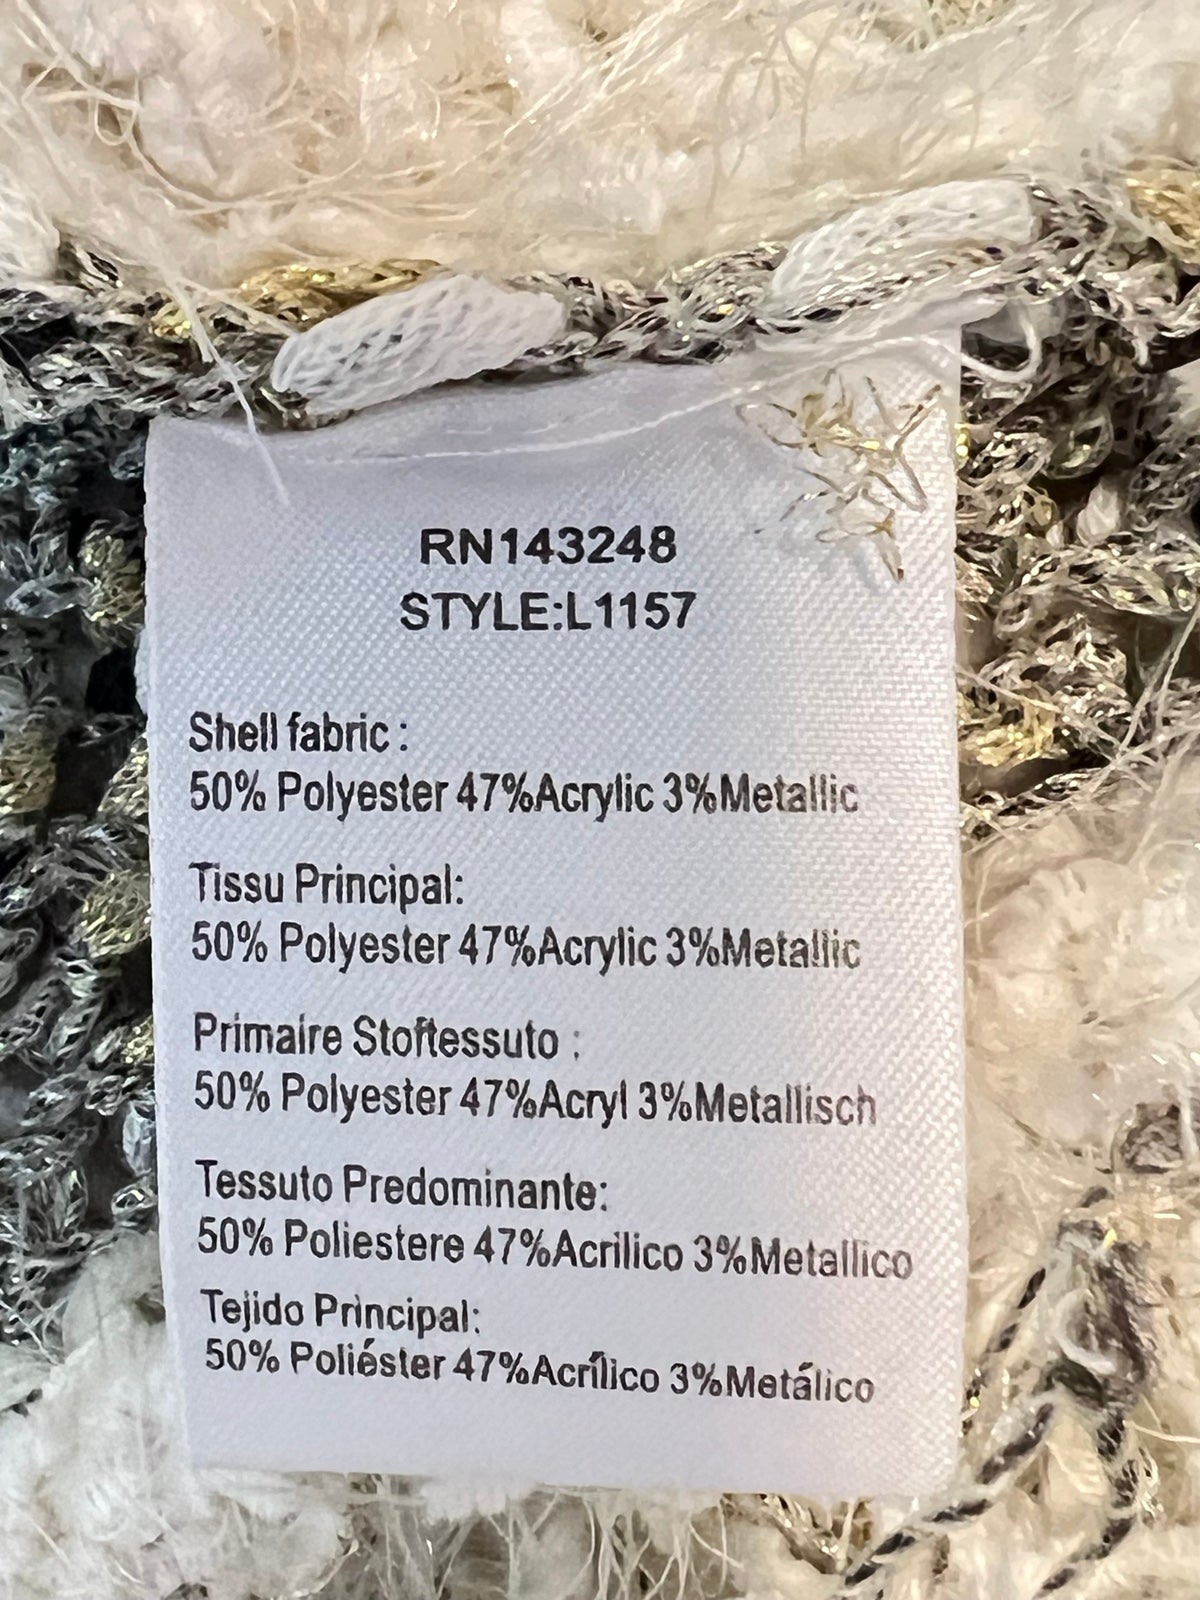 RN143248
STYLE:L1157
Shell fabric :
50% Polyester 47%Acrylic 3%Metallic
Tissu Principal:
50% Polyester 47%Acrylic 3%Metallic
Primaire Stoftessuto :
50% Polyester 47%Acryl 3%Metallisch
Tessuto Predominante:
50% Poliestere 47%Acrilico 3%Metallico
Tejido Principal:
50% Poliéster 47%Acrílico 3%Metálico